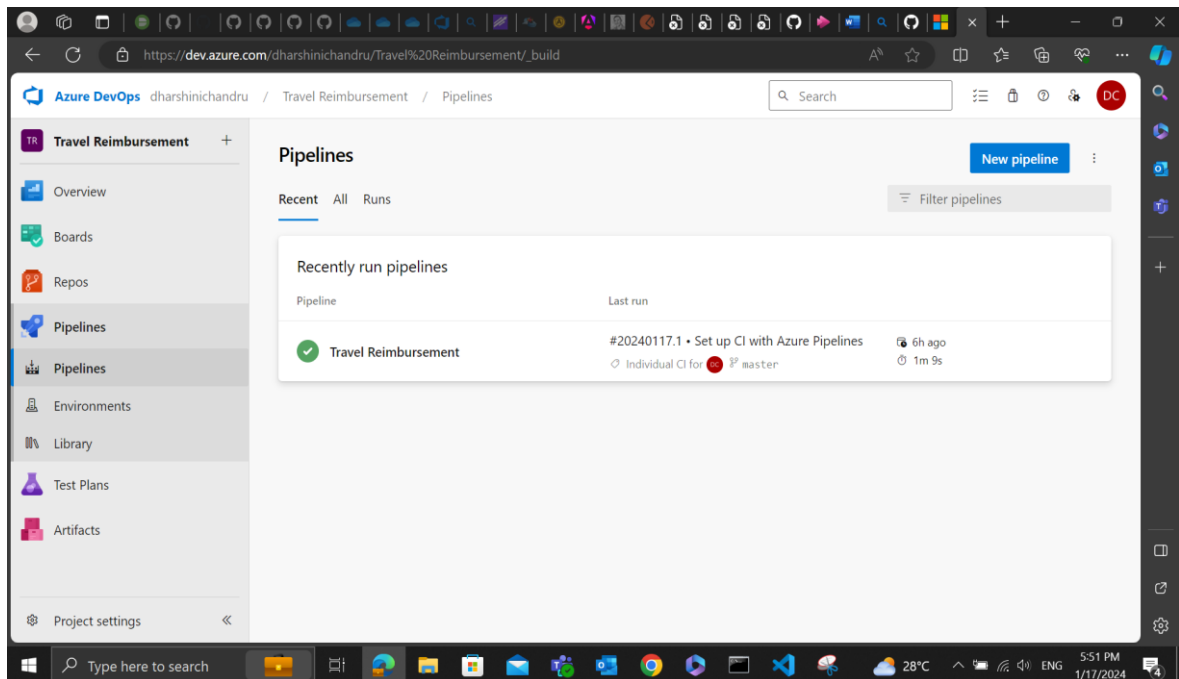 https://dev.azure.com/dharshinichandru/Travel%20Reimbursement/_build
Azure DevOps dharshinichandru / Travel Reimbursement / Pipelines
Search
DC
TR Travel Reimbursement
Overview
Boards
Repos
Pipelines
Pipelines
Environments
Library
Test Plans
Artifacts
Project settings
Pipelines
New pipeline
Recent All Runs
Filter pipelines
Recently run pipelines
Pipeline Last run
Travel Reimbursement
#20240117.1 • Set up CI with Azure Pipelines
6h ago
Individual CI for DC master
1m 9s
Type here to search
28°C
ENG
5:51 PM
1/17/2024
4